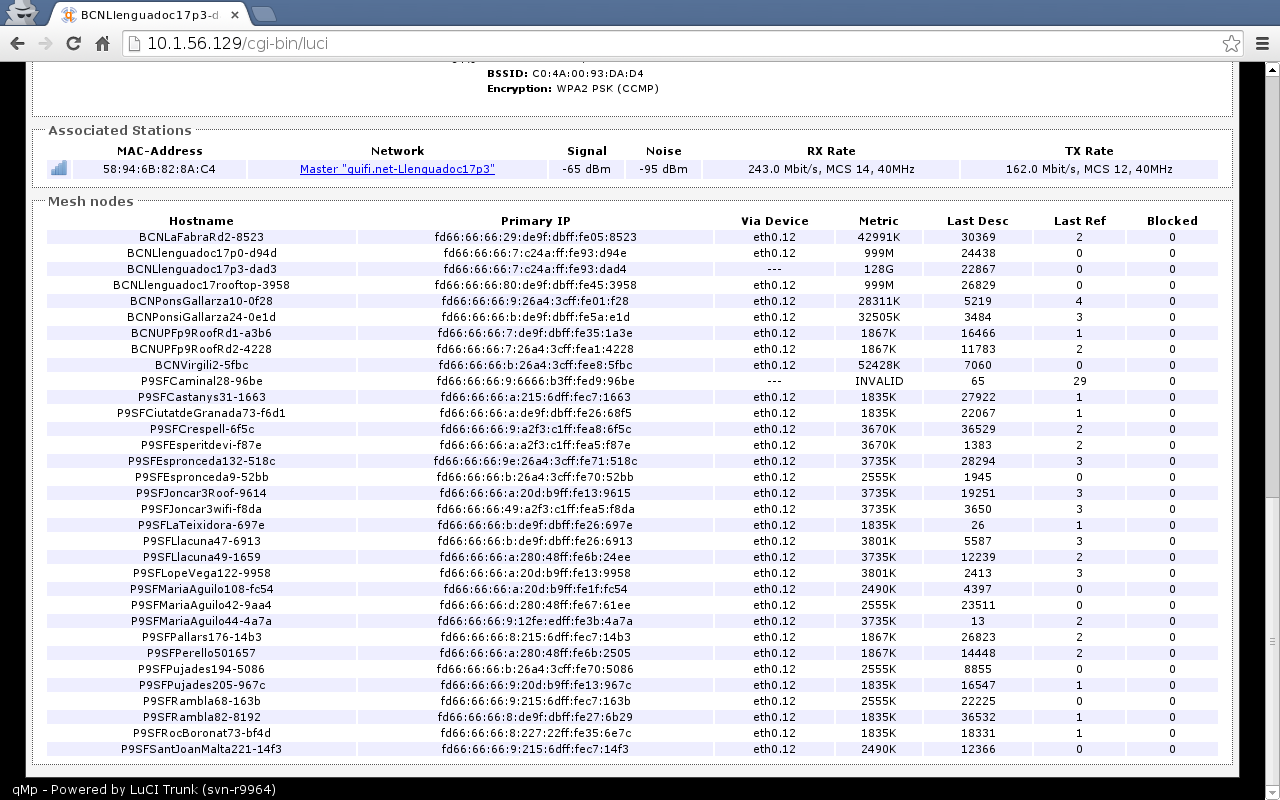 BCNLlenguadoc17p3-d
10.1.56.129/cgi-bin/luci
BSSID: C0:4A:00:93:DA:D4
Encryption: WPA2 PSK (CCMP)
Associated Stations
MAC-Address Network Signal Noise RX Rate TX Rate
58:94:6B:82:8A:C4 Master "guifi.net-Llenguadoc17p3" -65 dBm -95 dBm 243.0 Mbit/s, MCS 14, 40MHz 162.0 Mbit/s, MCS 12, 40MHz
Mesh nodes
Hostname Primary IP Via Device Metric Last Desc Last Ref Blocked
BCNLaFabraRd2-8523 fd66:66:66:29:de9f:dbff:fe05:8523 eth0.12 42991K 30369 2 0
BCNLlenguadoc17p0-d94d fd66:66:66:7:c24a:ff:fe93:d94e eth0.12 999M 24438 0 0
BCNLlenguadoc17p3-dad3 fd66:66:66:7:c24a:ff:fe93:dad4 --- 128G 22867 0 0
BCNLlenguadoc17rooftop-3958 fd66:66:66:80:de9f:dbff:fe45:3958 eth0.12 999M 26829 0 0
BCNPonsGallarza10-0f28 fd66:66:66:9:26a4:3cff:fe01:f28 eth0.12 28311K 5219 4 0
BCNPonsiGallarza24-0e1d fd66:66:66:b:de9f:dbff:fe5a:e1d eth0.12 32505K 3484 3 0
BCNUPFp9RoofRd1-a3b6 fd66:66:66:7:de9f:dbff:fe35:1a3e eth0.12 1867K 16466 1 0
BCNUPFp9RoofRd2-4228 fd66:66:66:7:26a4:3cff:fea1:4228 eth0.12 1867K 11783 2 0
BCNVirgili2-5fbc fd66:66:66:b:26a4:3cff:fee8:5fbc eth0.12 52428K 7060 0 0
P9SFCaminal28-96be fd66:66:66:9:6666:b3ff:fed9:96be --- INVALID 65 29 0
P9SFCastanys31-1663 fd66:66:66:a:215:6dff:fec7:1663 eth0.12 1835K 27922 1 0
P9SFCiutatdeGranada73-f6d1 fd66:66:66:a:de9f:dbff:fe26:68f5 eth0.12 1835K 22067 1 0
P9SFCrespell-6f5c fd66:66:66:9:a2f3:c1ff:fea8:6f5c eth0.12 3670K 36529 2 0
P9SFEsperitdevi-f87e fd66:66:66:a:a2f3:c1ff:fea5:f87e eth0.12 3670K 1383 2 0
P9SFEspronceda132-518c fd66:66:66:9e:26a4:3cff:fe71:518c eth0.12 3735K 28294 3 0
P9SFEspronceda9-52bb fd66:66:66:b:26a4:3cff:fe70:52bb eth0.12 2555K 1945 0 0
P9SFJoncar3Roof-9614 fd66:66:66:a:20d:b9ff:fe13:9615 eth0.12 3735K 19251 3 0
P9SFJoncar3wifi-f8da fd66:66:66:49:a2f3:c1ff:fea5:f8da eth0.12 3735K 3650 3 0
P9SFLaTeixidora-697e fd66:66:66:b:de9f:dbff:fe26:697e eth0.12 1835K 26 1 0
P9SFLlacuna47-6913 fd66:66:66:b:de9f:dbff:fe26:6913 eth0.12 3801K 5587 3 0
P9SFLlacuna49-1659 fd66:66:66:a:280:48ff:fe6b:24ee eth0.12 3735K 12239 2 0
P9SFLopeVega122-9958 fd66:66:66:a:20d:b9ff:fe13:9958 eth0.12 3801K 2413 3 0
P9SFMariaAguilo108-fc54 fd66:66:66:a:20d:b9ff:fe1f:fc54 eth0.12 2490K 4397 0 0
P9SFMariaAguilo42-9aa4 fd66:66:66:d:280:48ff:fe67:61ee eth0.12 2555K 23511 0 0
P9SFMariaAguilo44-4a7a fd66:66:66:9:12fe:edff:fe3b:4a7a eth0.12 3735K 13 2 0
P9SFPallars176-14b3 fd66:66:66:8:215:6dff:fec7:14b3 eth0.12 1867K 26823 2 0
P9SFPerello501657 fd66:66:66:a:280:48ff:fe6b:2505 eth0.12 1867K 14448 2 0
P9SFPujades194-5086 fd66:66:66:b:26a4:3cff:fe70:5086 eth0.12 2555K 8855 0 0
P9SFPujades205-967c fd66:66:66:9:20d:b9ff:fe13:967c eth0.12 1835K 16547 1 0
P9SFRambla68-163b fd66:66:66:9:215:6dff:fec7:163b eth0.12 2555K 22225 0 0
P9SFRambla82-8192 fd66:66:66:8:de9f:dbff:fe27:6b29 eth0.12 1835K 36532 1 0
P9SFRocBoronat73-bf4d fd66:66:66:8:227:22ff:fe35:6e7c eth0.12 1835K 18331 1 0
P9SFSantJoanMalta221-14f3 fd66:66:66:9:215:6dff:fec7:14f3 eth0.12 2490K 12366 0 0
qMp - Powered by LuCI Trunk (svn-r9964)